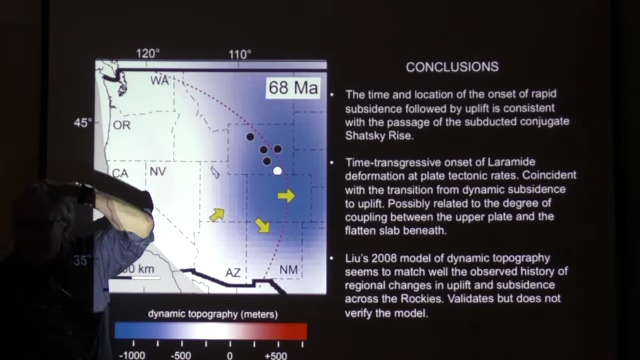 120° 110°
WA
68 Ma
45°
OR
CA NV
35°
km
AZ NM
dynamic topography (meters)
-1000 -500 0 +500
CONCLUSIONS
• The time and location of the onset of rapid
subsidence followed by uplift is consistent
with the passage of the subducted conjugate
Shatsky Rise.
• Time-transgressive onset of Laramide
deformation at plate tectonic rates. Coincident
with the transition from dynamic subsidence
to uplift. Possibly related to the degree of
coupling between the upper plate and the
flatten slab beneath.
• Liu's 2008 model of dynamic topography
seems to match well the observed history of
regional changes in uplift and subsidence
across the Rockies. Validates but does not
verify the model.